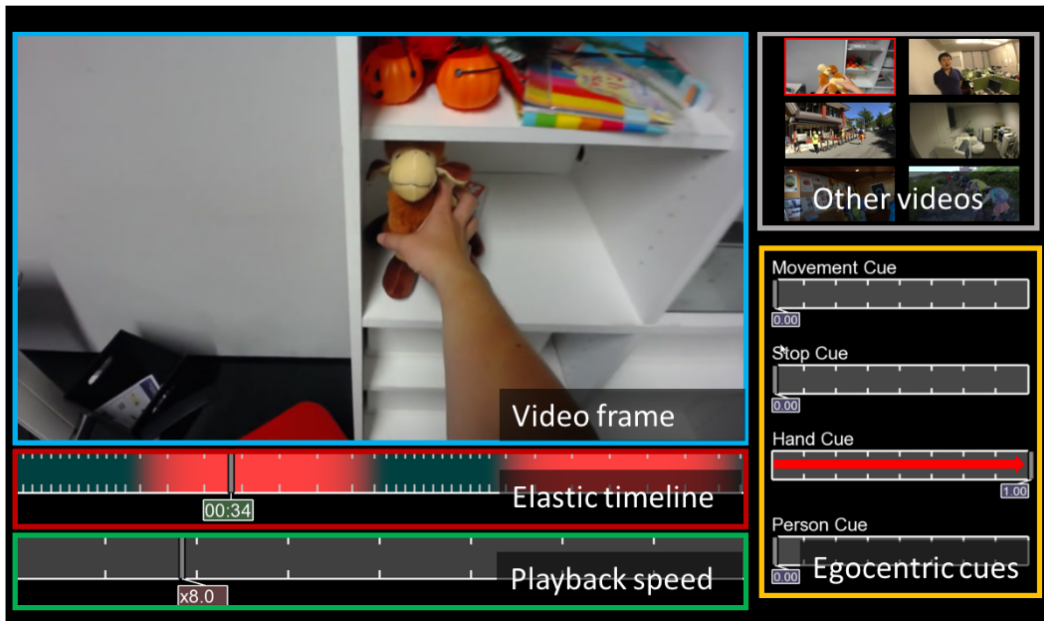 Video frame
Elastic timeline
00:34
Playback speed
x8.0
Other videos
Movement Cue
0.00
Stop Cue
0.00
Hand Cue
1.00
Person Cue
0.00
Egocentric cues